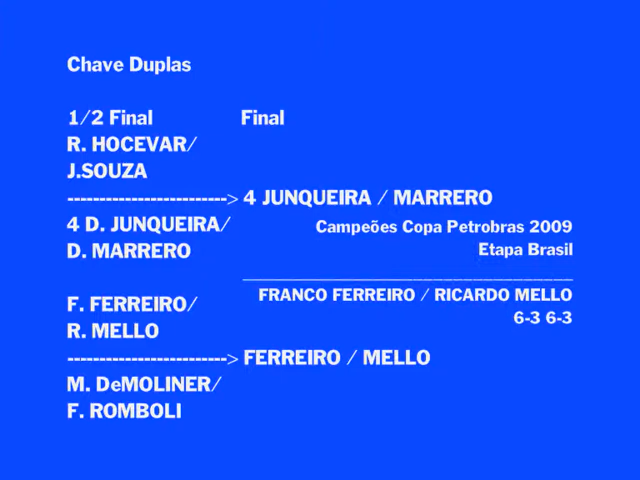 Chave Duplas
1/2 Final Final
R. HOCEVAR/
J.SOUZA
-------------------------> 4 JUNQUEIRA / MARRERO
4 D. JUNQUEIRA/ Campeões Copa Petrobras 2009
D. MARRERO Etapa Brasil
FRANCO FERREIRO / RICARDO MELLO
F. FERREIRO/
6-3 6-3
R. MELLO
-------------------------> FERREIRO / MELLO
M. DeMOLINER/
F. ROMBOLI